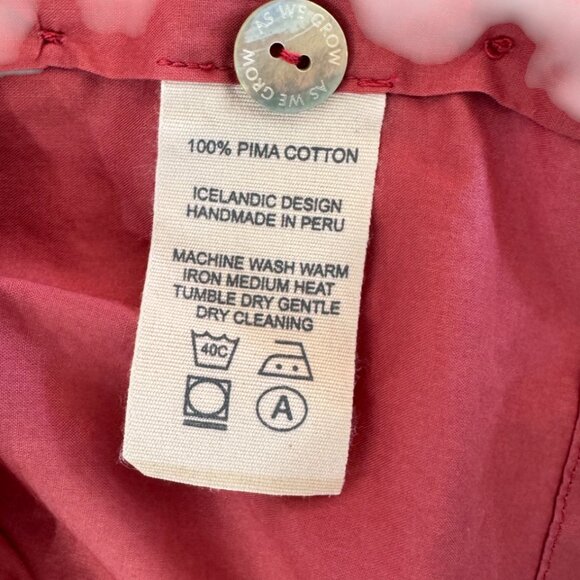 AS WE GROW
AS WE GROW
100% PIMA COTTON
ICELANDIC DESIGN
HANDMADE IN PERU
MACHINE WASH WARM
IRON MEDIUM HEAT
TUMBLE DRY GENTLE
DRY CLEANING
40C
A